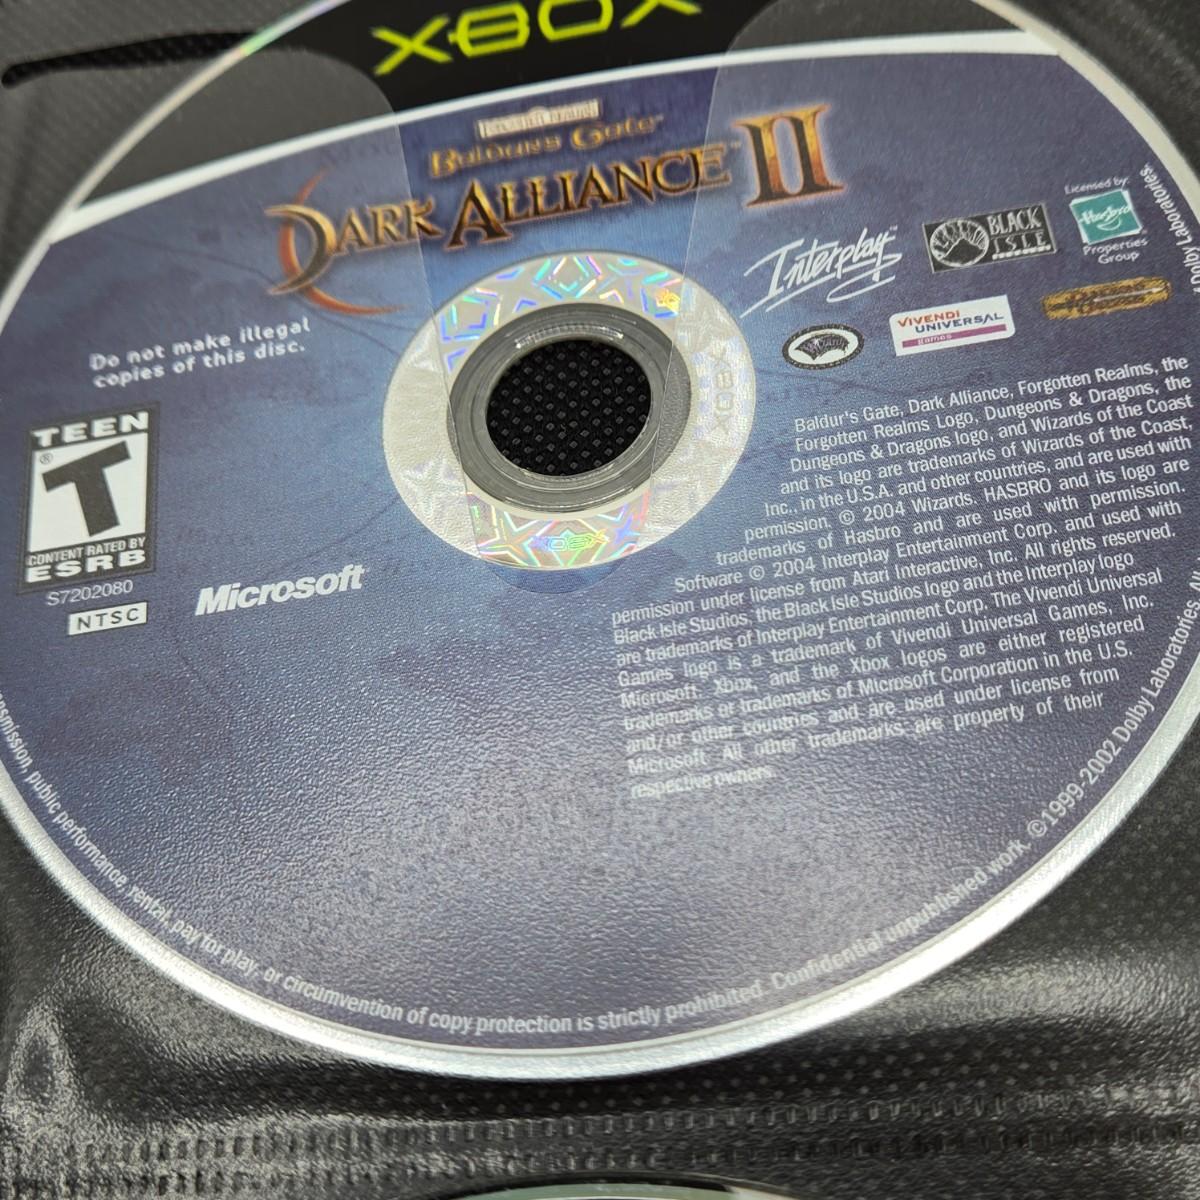 XBOX
Baldur's Gate
DARK ALLIANCE™ II
Licensed by:
Hasbro
Properties
Group
BLACK
ISLE
Interplay™
VIVENDI
UNIVERSAL
games
Do not make illegal
copies of this disc.
TEEN
T
®
CONTENT RATED BY
ESRB
S7202080
NTSC
Microsoft
XBOX
XBOX
Baldur's Gate, Dark Alliance, Forgotten Realms, the
Forgotten Realms Logo, Dungeons & Dragons, the
Dungeons & Dragons logo, and Wizards of the Coast
and its logo are trademarks of Wizards of the Coast,
Inc., in the U.S.A. and other countries, and are used with
permission. © 2004 Wizards. HASBRO and its logo are
trademarks of Hasbro and are used with permission.
Software © 2004 Interplay Entertainment Corp. and used with
permission under license from Atari Interactive, Inc. All rights reserved.
Black Isle Studios, the Black Isle Studios logo and the Interplay logo
are trademarks of Interplay Entertainment Corp. The Vivendi Universal
Games logo is a trademark of Vivendi Universal Games, Inc.
Microsoft, Xbox, and the Xbox logos are either registered
trademarks or trademarks of Microsoft Corporation in the U.S.
and/or other countries and are used under license from
Microsoft. All other trademarks are property of their
respective owners.
public performance, rental, pay for play, or circumvention of copy protection is strictly prohibited. Confidential unpublished work. ©1999-2002 Dolby Laboratories.
Dolby Laboratories.